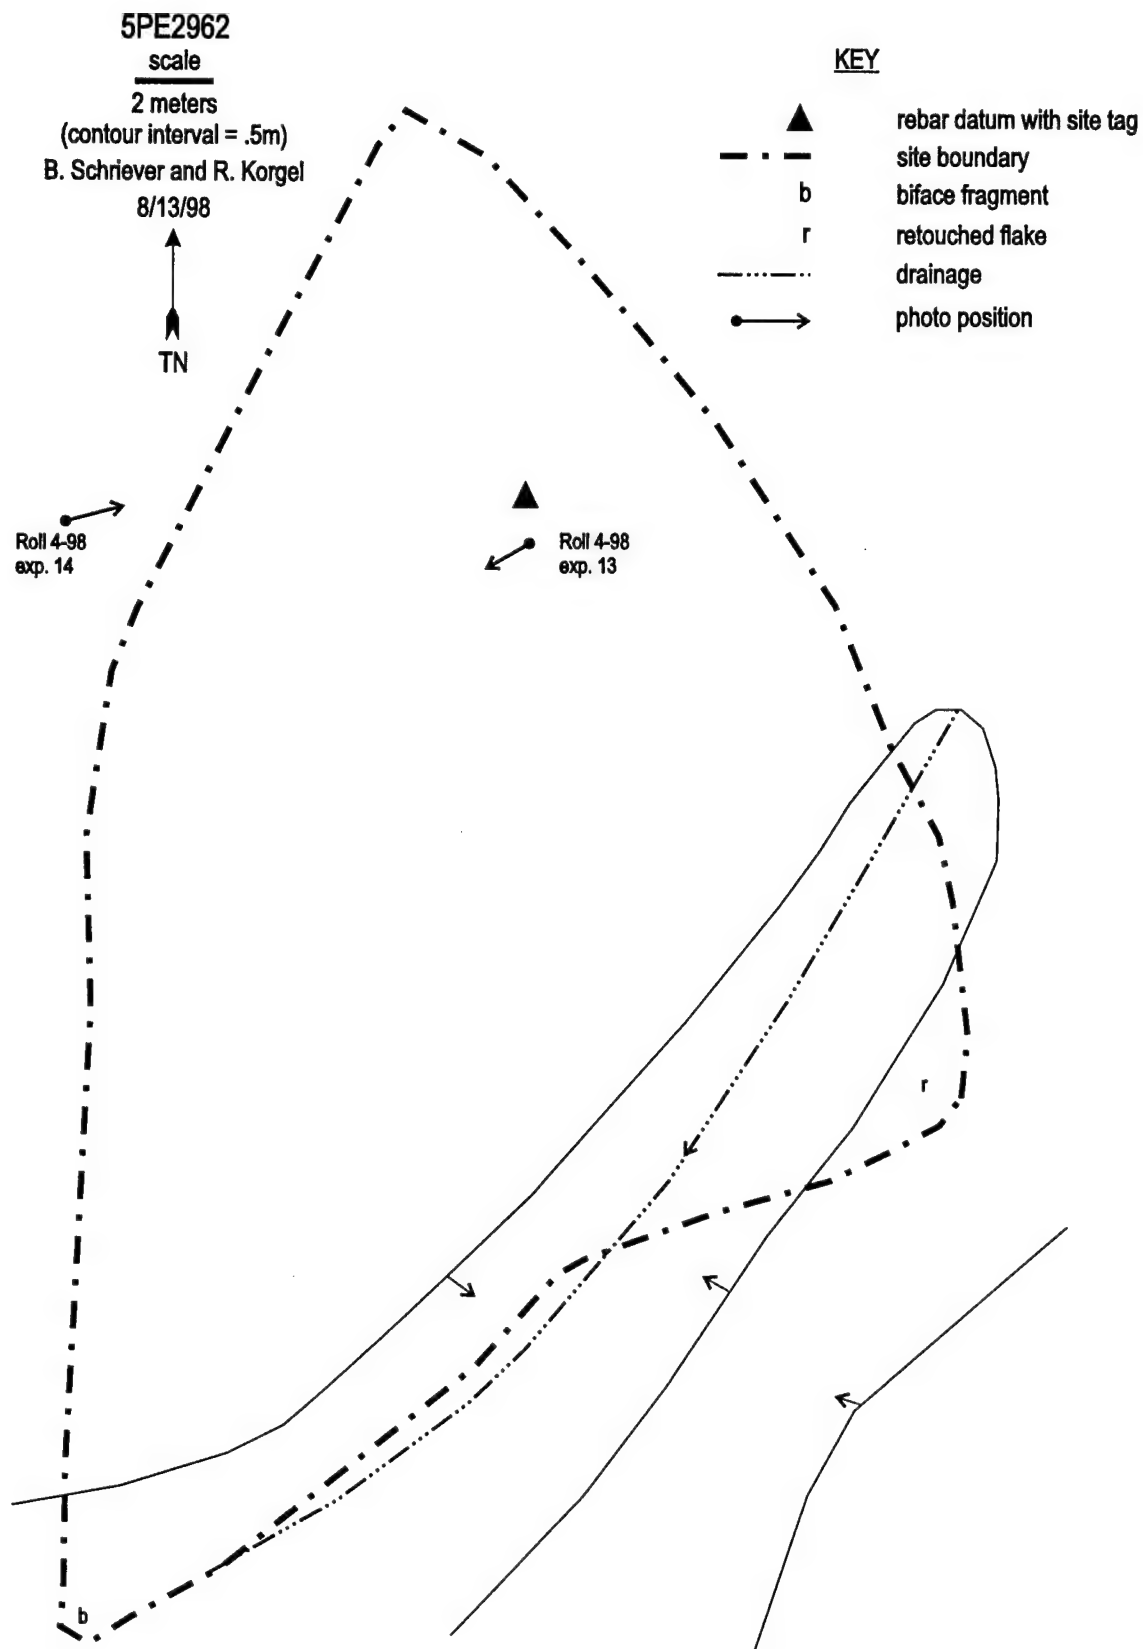 5PE2962
scale
2 meters
(contour interval = .5m)
B. Schriever and R. Korgel
8/13/98
TN
KEY
rebar datum with site tag
site boundary
b biface fragment
r retouched flake
drainage
photo position
Roll 4-98
exp. 14
Roll 4-98
exp. 13
r
b